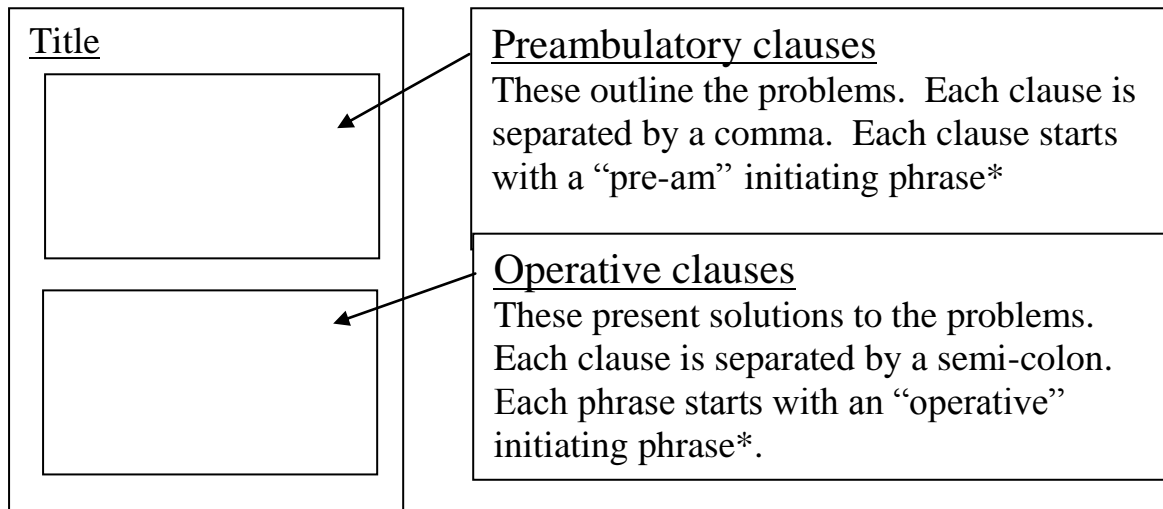 Title
Preambulatory clauses
These outline the problems.  Each clause is
separated by a comma.  Each clause starts
with a “pre-am” initiating phrase*
Operative clauses
These present solutions to the problems.
Each clause is separated by a semi-colon.
Each phrase starts with an “operative”
initiating phrase*.